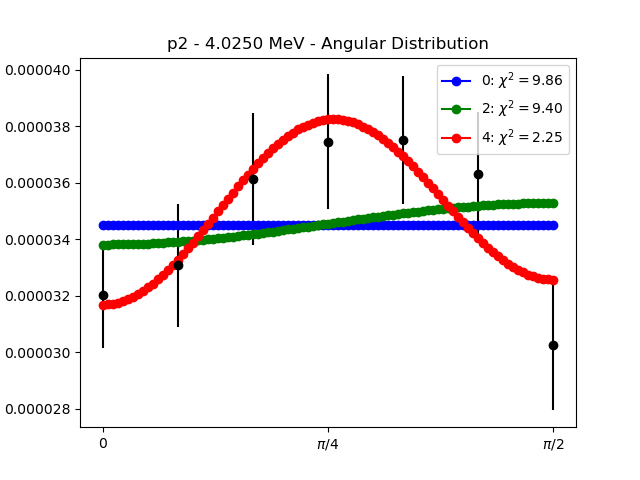 p2 - 4.0250 MeV - Angular Distribution
0.000040
0.000038
0.000036
0.000034
0.000032
0.000030
0.000028
0: χ² = 9.86
2: χ² = 9.40
4: χ² = 2.25
0
π/4
π/2